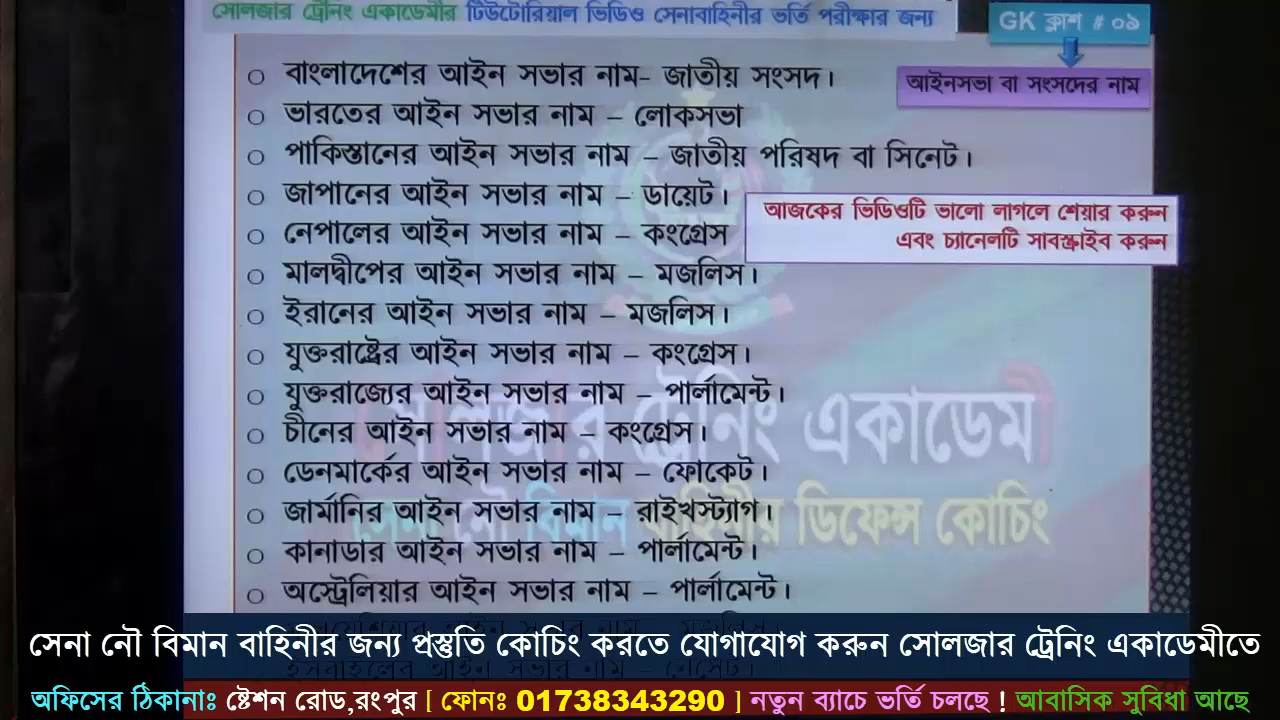 সোলজার ট্রেনিং একাডেমীর টিউটোরিয়াল ভিডিও সেনাবাহিনীর ভর্তি পরীক্ষার জন্য
GK ক্লাশ # ০৯
আইনসভা বা সংসদের নাম
○ বাংলাদেশের আইন সভার নাম- জাতীয় সংসদ।
○ ভারতের আইন সভার নাম – লোকসভা
○ পাকিস্তানের আইন সভার নাম – জাতীয় পরিষদ বা সিনেট।
○ জাপানের আইন সভার নাম – ডায়েট।
আজকের ভিডিওটি ভালো লাগলে শেয়ার করুন
এবং চ্যানেলটি সাবস্ক্রাইব করুন
○ নেপালের আইন সভার নাম – কংগ্রেস
○ মালদ্বীপের আইন সভার নাম – মজলিস।
○ ইরানের আইন সভার নাম – মজলিস।
○ যুক্তরাষ্ট্রের আইন সভার নাম – কংগ্রেস।
○ যুক্তরাজ্যের আইন সভার নাম – পার্লামেন্ট।
○ চীনের আইন সভার নাম – কংগ্রেস।
○ ডেনমার্কের আইন সভার নাম – ফোকেট।
○ জার্মানির আইন সভার নাম – রাইখস্ট্যাগ।
○ কানাডার আইন সভার নাম – পার্লামেন্ট।
○ অস্ট্রেলিয়ার আইন সভার নাম – পার্লামেন্ট।
সোলজার ট্রেনিং একাডেমী
সেনা নৌ বিমান বাহিনীর ডিফেন্স কোচিং
সেনা নৌ বিমান বাহিনীর জন্য প্রস্তুতি কোচিং করতে যোগাযোগ করুন সোলজার ট্রেনিং একাডেমীতে
অফিসের ঠিকানাঃ ষ্টেশন রোড,রংপুর [ ফোনঃ 01738343290 ] নতুন ব্যাচে ভর্তি চলছে ! আবাসিক সুবিধা আছে